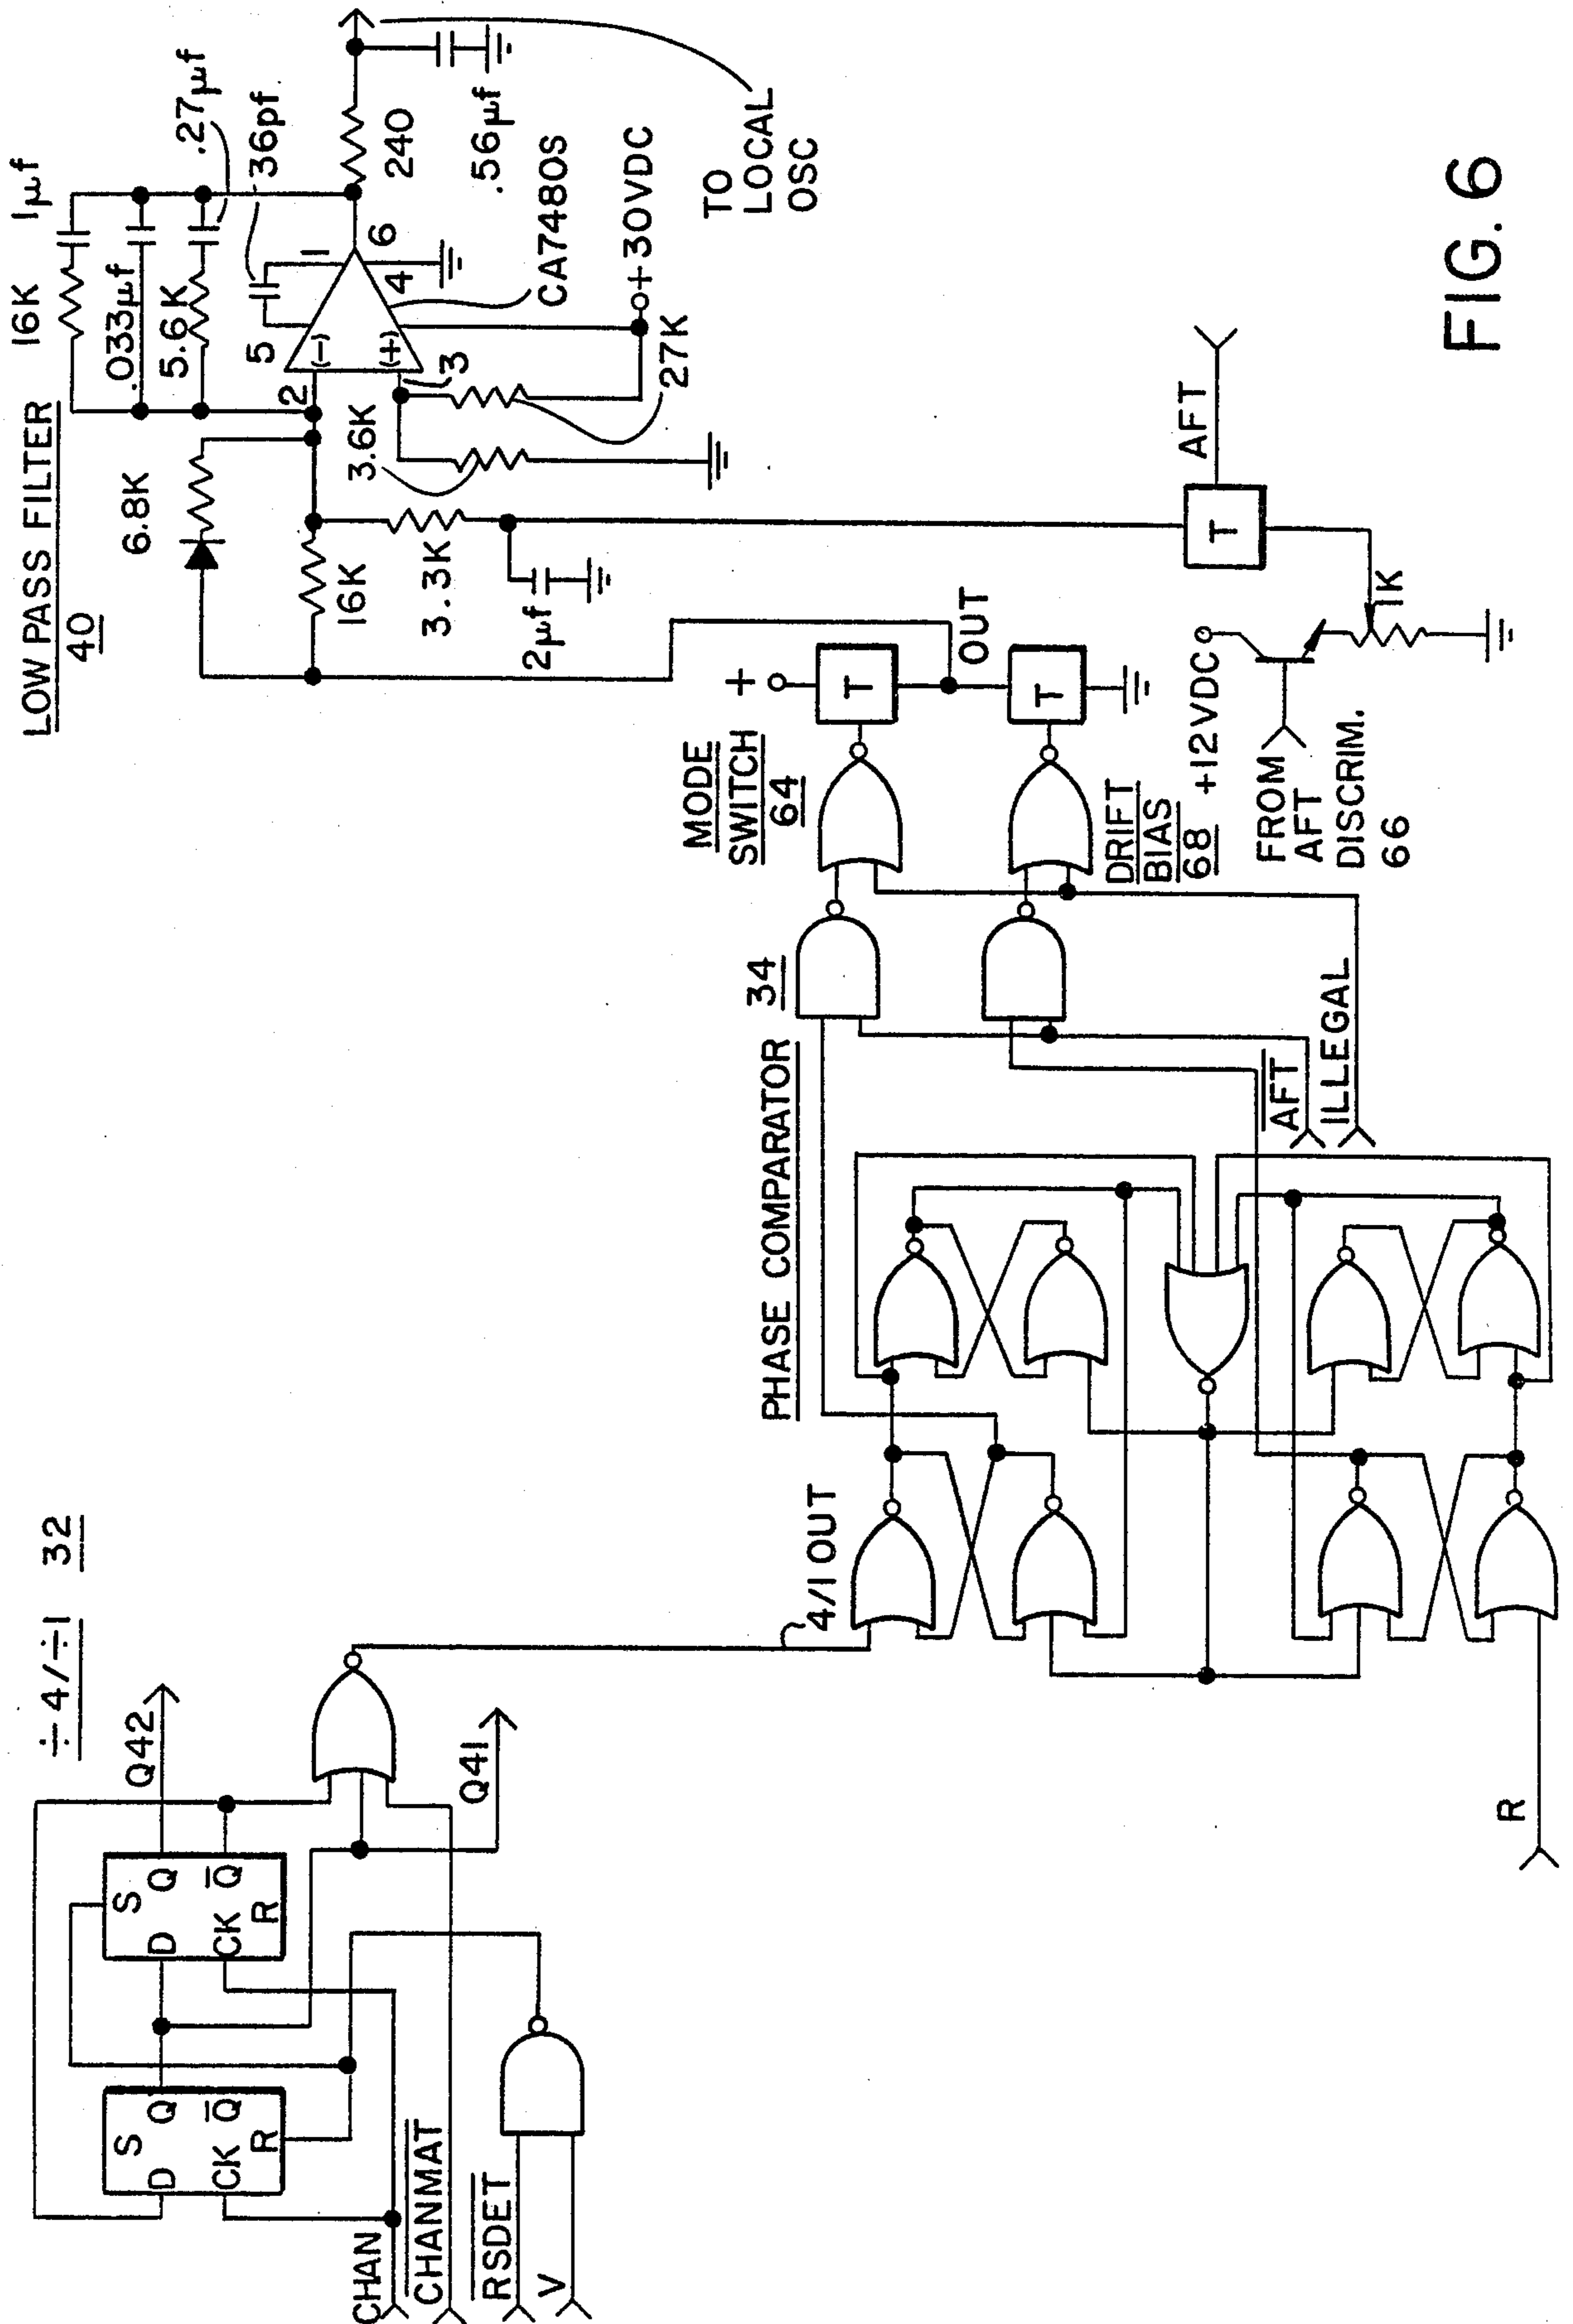 LOW PASS FILTER
40
16K
1µf
.033µf
5.6K
.27µf
36pf
6.8K
16K
3.3K
2µf
2
(-)
(+)
3
5
1
6
4
3.6K
27K
+30VDC
CA7480S
240
.56µf
TO
LOCAL
OSC
÷4/÷1 32
Q42
S
D Q
CK Q̅
R
S
D Q
CK Q̅
R
Q41
CHAN
C̅H̅A̅N̅M̅A̅T̅
R̅S̅D̅E̅T̅
V
4/1 OUT
PHASE COMPARATOR
34
MODE
SWITCH
64
+
T
OUT
T
DRIFT
BIAS
68
+12VDC
FROM
AFT
DISCRIM.
66
1K
T
AFT
A̅F̅T̅
ILLEGAL
R
FIG. 6